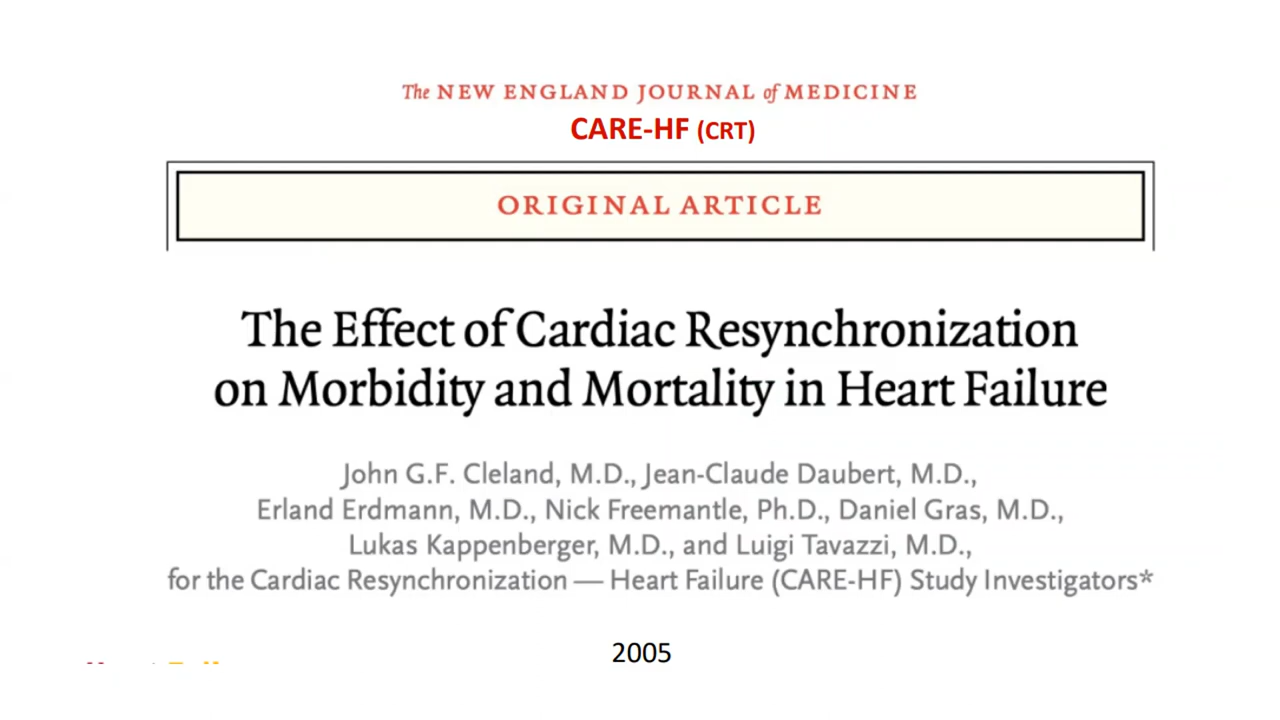 The NEW ENGLAND JOURNAL of MEDICINE
CARE-HF (CRT)
ORIGINAL ARTICLE
The Effect of Cardiac Resynchronization
on Morbidity and Mortality in Heart Failure
John G.F. Cleland, M.D., Jean-Claude Daubert, M.D.,
Erland Erdmann, M.D., Nick Freemantle, Ph.D., Daniel Gras, M.D.,
Lukas Kappenberger, M.D., and Luigi Tavazzi, M.D.,
for the Cardiac Resynchronization — Heart Failure (CARE-HF) Study Investigators*
2005